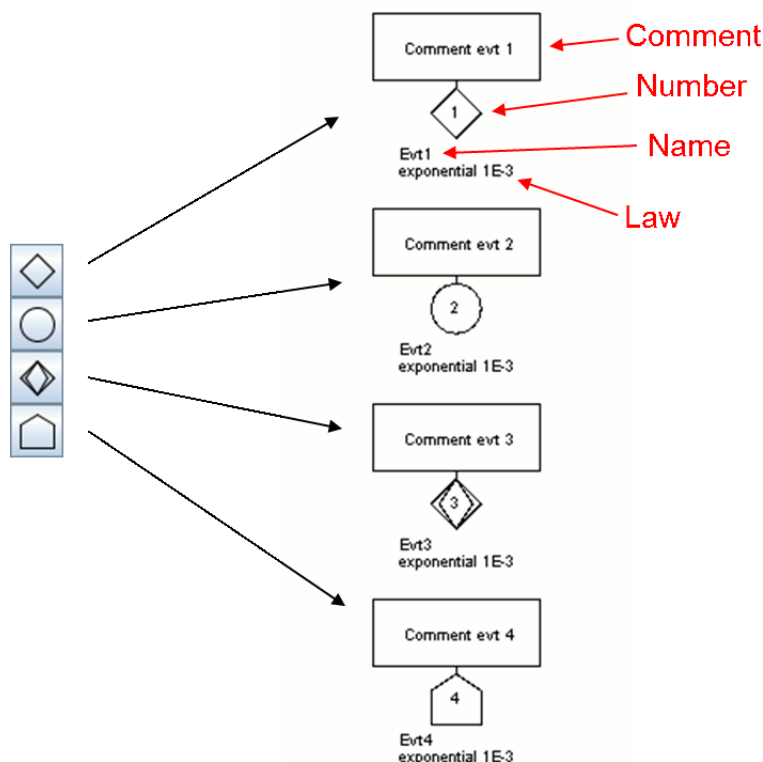 Comment evt 1
Comment
1
Number
Evt1
Name
exponential 1E-3
Law
Comment evt 2
2
Evt2
exponential 1E-3
Comment evt 3
3
Evt3
exponential 1E-3
Comment evt 4
4
Evt4
exponential 1E-3